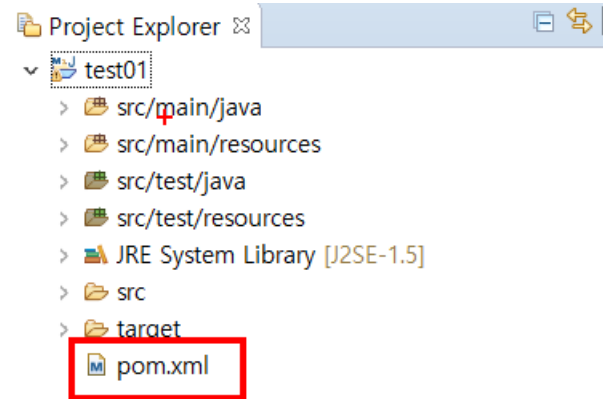 Project Explorer
test01
src/main/java
src/main/resources
src/test/java
src/test/resources
JRE System Library [J2SE-1.5]
src
target
pom.xml